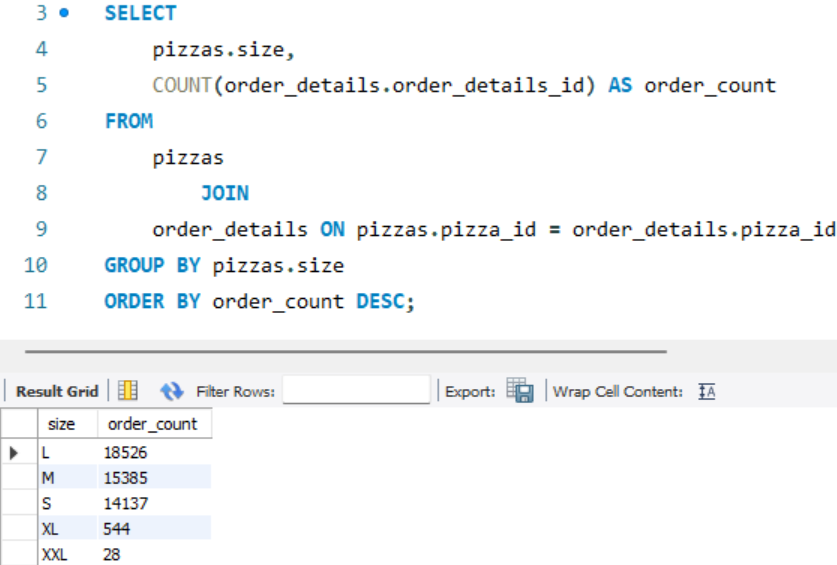 3 SELECT
4 pizzas.size,
5 COUNT(order_details.order_details_id) AS order_count
6 FROM
7 pizzas
8 JOIN
9 order_details ON pizzas.pizza_id = order_details.pizza_id
10 GROUP BY pizzas.size
11 ORDER BY order_count DESC;
Result Grid Filter Rows: Export: Wrap Cell Content: IA
size order_count
L 18526
M 15385
S 14137
XL 544
XXL 28